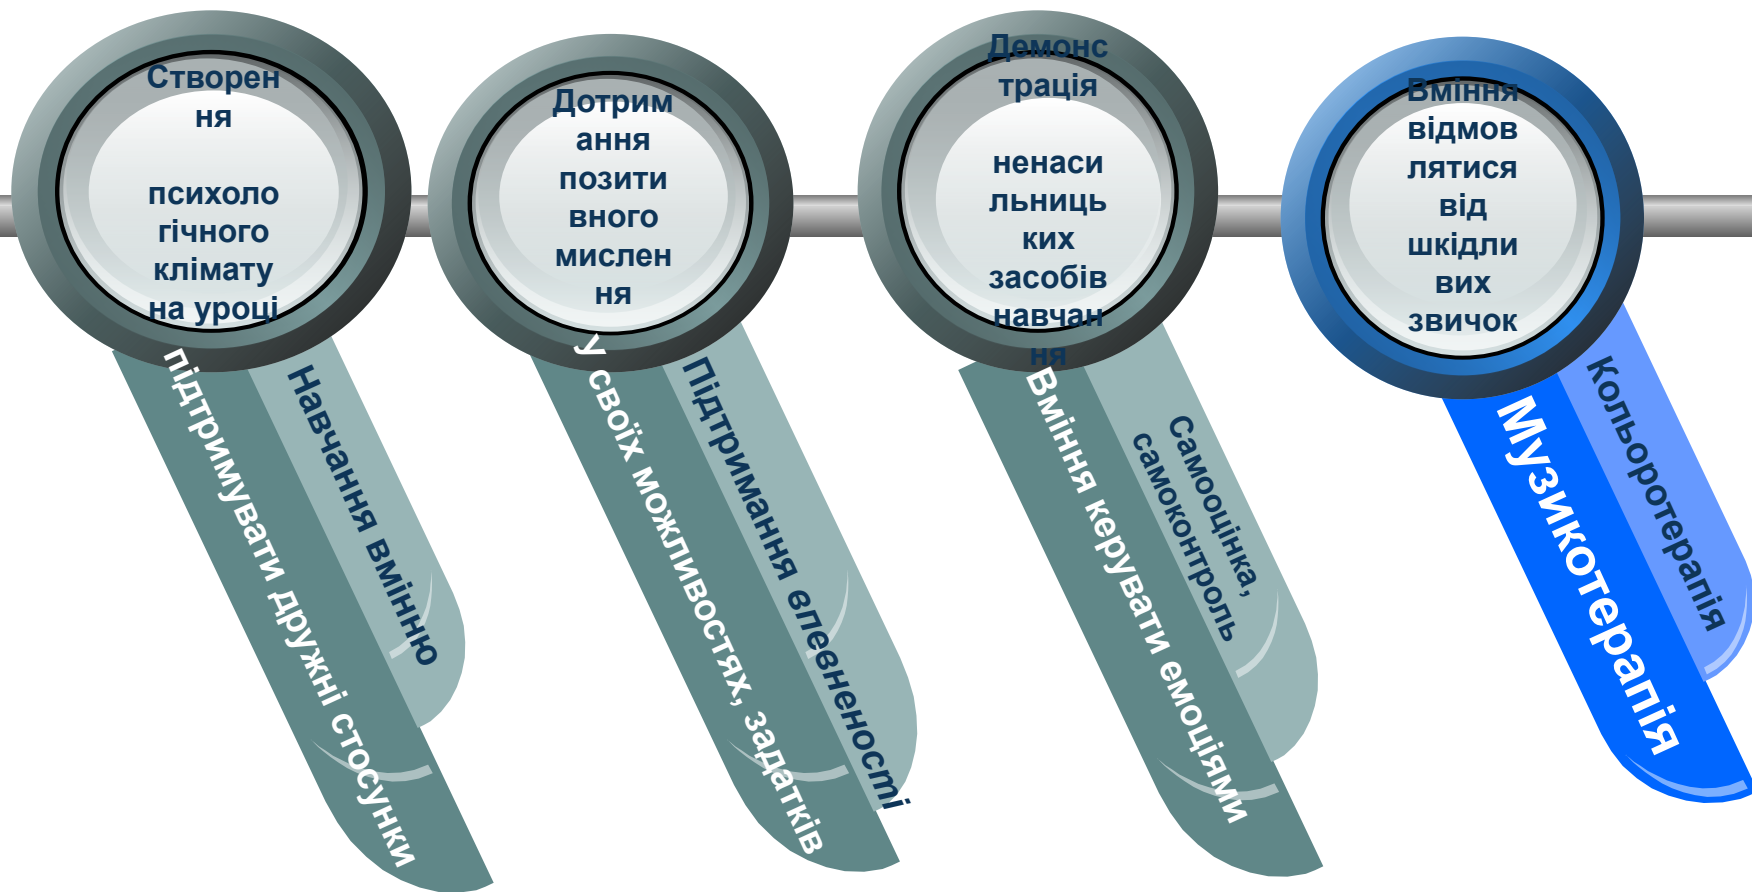 Створен
ня
психоло
гічного
клімату
на уроці
Навчання вмінню
підтримувати дружні стосунки
Дотрим
ання
позити
вного
мислен
ня
Підтримання впевненості
У своїх можливостях, задатків
Демонс
трація
ненаси
льниць
ких
засобів
навчан
ня
Самооцінка,
самоконтроль
Вміння керувати емоціями
Вміння
відмов
лятися
від
шкідли
вих
звичок
Кольоротерапія
Музикотерапія